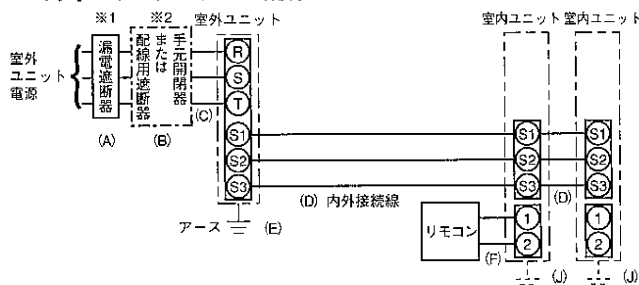 ※1
※2
室外ユニット
室内ユニット
室内ユニット
室外
ユニット
電源
漏電遮断器
配線用遮断器
または
手元開閉器
R
S
T
S1
S2
S3
S1
S2
S3
S1
S2
S3
(A)
(B)
(C)
(D) 内外接続線
(D)
アース
(E)
リモコン
(F)
1
2
1
2
(J)
(J)